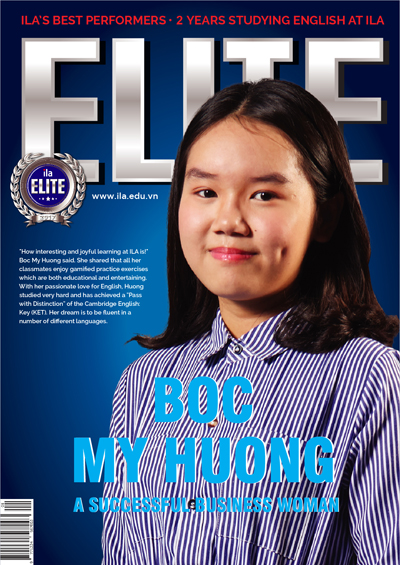 ILA'S BEST PERFORMERS • 2 YEARS STUDYING ENGLISH AT ILA
ELITE
ila
ELITE
2017
www.ila.edu.vn
"How interesting and joyful learning at ILA is!"
Boc My Huong said. She shared that all her
classmates enjoy gamified practice exercises
which are both educational and entertaining.
With her passionate love for English, Huong
studied very hard and has achieved a "Pass
with Distinction" of the Cambridge English:
Key (KET). Her dream is to be fluent in a
number of different languages.
BOC
MY HUONG
A SUCCESSFUL BUSINESS WOMAN